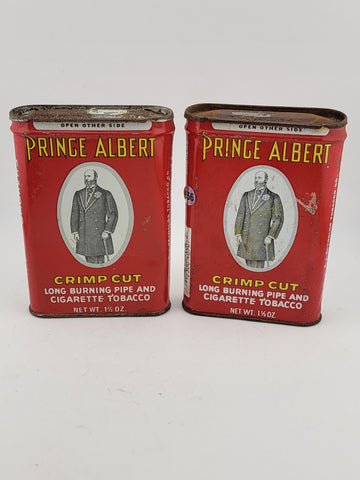 OPEN OTHER SIDE
PRINCE ALBERT
CRIMP CUT
LONG BURNING PIPE AND
CIGARETTE TOBACCO
NET WT. 1½ OZ.
OPEN OTHER SIDE
PRINCE ALBERT
CRIMP CUT
LONG BURNING PIPE AND
CIGARETTE TOBACCO
NET WT. 1½ OZ.